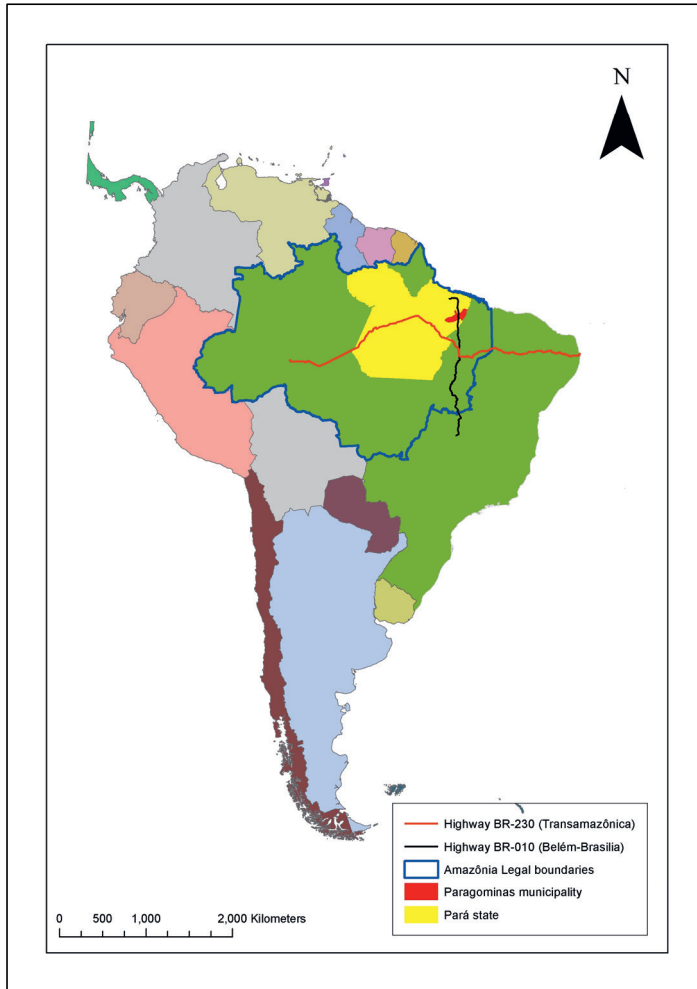 N
Highway BR-230 (Transamazônica)
Highway BR-010 (Belém-Brasilia)
Amazônia Legal boundaries
Paragominas municipality
Pará state
0 500 1,000 2,000 Kilometers